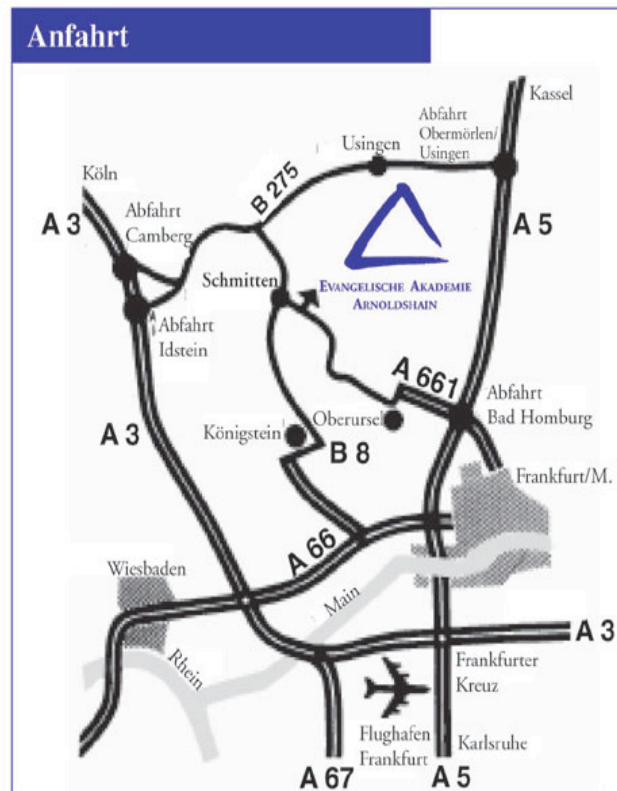 Anfahrt
Kassel
Abfahrt
Obermörlen/
Usingen
Usingen
Köln
B 275
A 3
A 5
Abfahrt
Camberg
Schmitten
EVANGELISCHE AKADEMIE
ARNOLDSHAIN
Abfahrt
Idstein
A 661
Abfahrt
Bad Homburg
A 3
Oberursel
Königstein
B 8
Frankfurt/M.
A 66
Wiesbaden
Main
Rhein
A 3
Frankfurter
Kreuz
Flughafen
Frankfurt
Karlsruhe
A 67
A 5